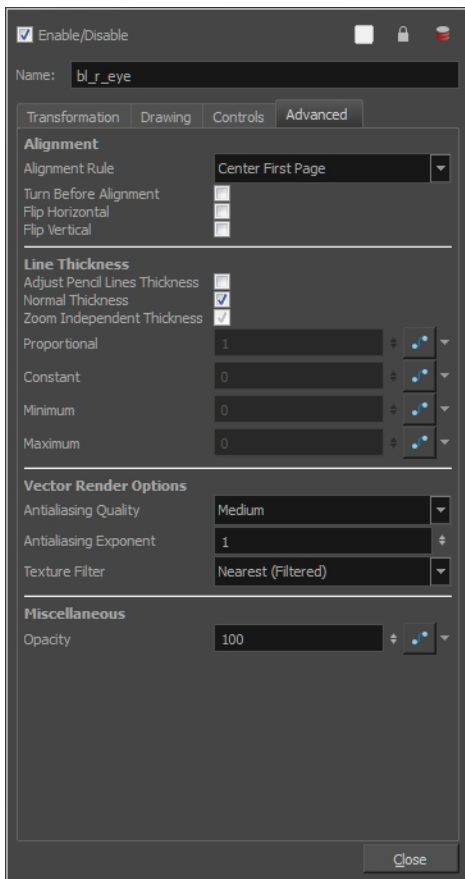 Enable/Disable
Name: bl_r_eye
Transformation Drawing Controls Advanced
Alignment
Alignment Rule Center First Page
Turn Before Alignment
Flip Horizontal
Flip Vertical
Line Thickness
Adjust Pencil Lines Thickness
Normal Thickness
Zoom Independent Thickness
Proportional 1
Constant 0
Minimum 0
Maximum 0
Vector Render Options
Antialiasing Quality Medium
Antialiasing Exponent 1
Texture Filter Nearest (Filtered)
Miscellaneous
Opacity 100
Close